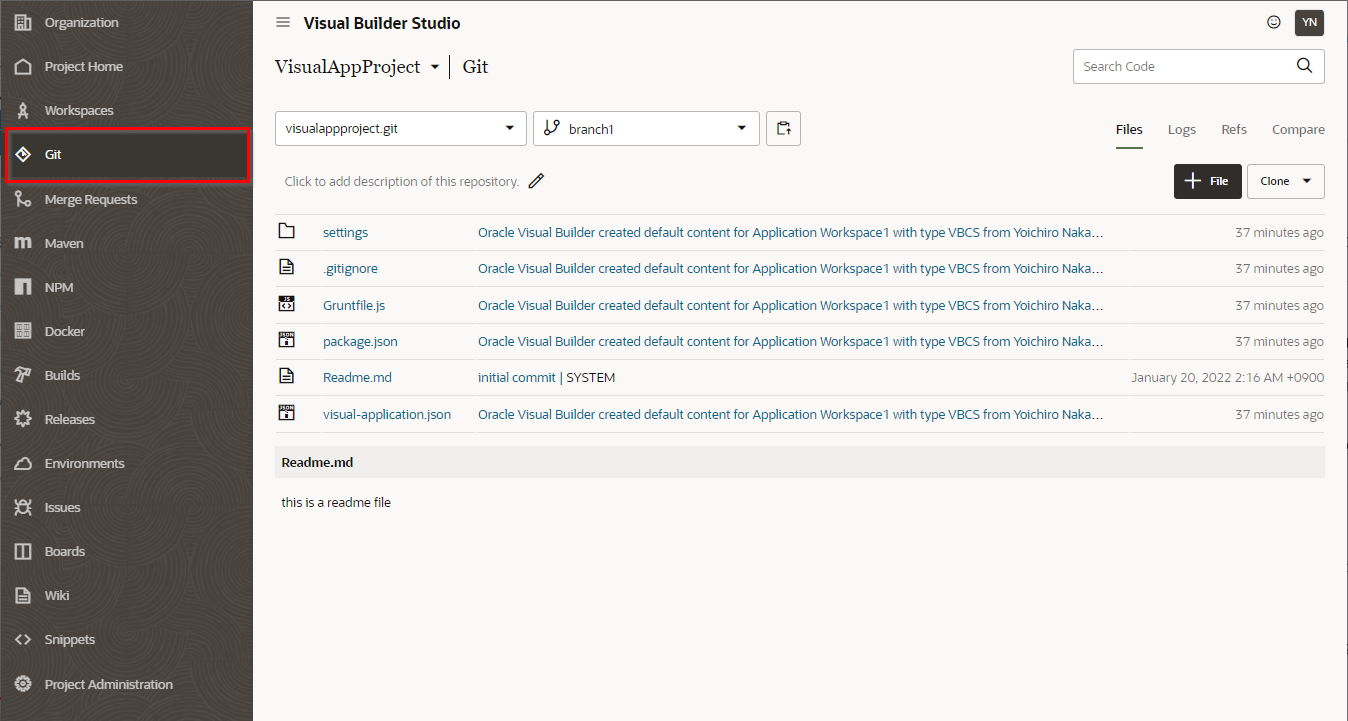 Organization
Project Home
Workspaces
Git
Merge Requests
Maven
NPM
Docker
Builds
Releases
Environments
Issues
Boards
Wiki
Snippets
Project Administration
Visual Builder Studio
YN
VisualAppProject Git
Search Code
visualappproject.git branch1
Files Logs Refs Compare
Click to add description of this repository.
File Clone
settings Oracle Visual Builder created default content for Application Workspace1 with type VBCS from Yoichiro Naka... 37 minutes ago
.gitignore Oracle Visual Builder created default content for Application Workspace1 with type VBCS from Yoichiro Naka... 37 minutes ago
JS Gruntfile.js Oracle Visual Builder created default content for Application Workspace1 with type VBCS from Yoichiro Naka... 37 minutes ago
JSON package.json Oracle Visual Builder created default content for Application Workspace1 with type VBCS from Yoichiro Naka... 37 minutes ago
Readme.md initial commit | SYSTEM January 20, 2022 2:16 AM +0900
JSON visual-application.json Oracle Visual Builder created default content for Application Workspace1 with type VBCS from Yoichiro Naka... 37 minutes ago
Readme.md
this is a readme file